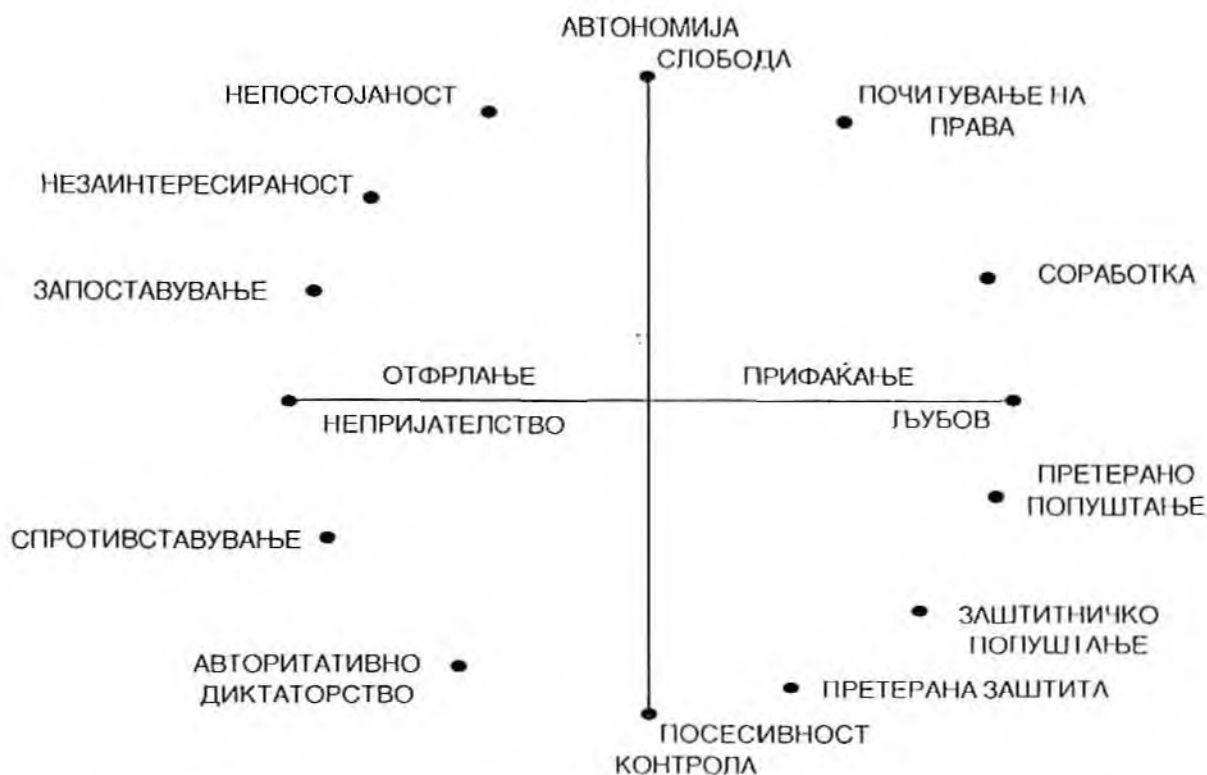 АВТОНОМИЈА
СЛОБОДА
НЕПОСТОЈАНОСТ
ПОЧИТУВАЊЕ НА
ПРАВА
НЕЗАИНТЕРЕСИРАНОСТ
ЗАПОСТАВУВАЊЕ
СОРАБОТКА
ОТФРЛАЊЕ
ПРИФАЌАЊЕ
НЕПРИЈАТЕЛСТВО
ЉУБОВ
ПРЕТЕРАНО
ПОПУШТАЊЕ
СПРОТИВСТАВУВАЊЕ
ЗАШТИТНИЧКО
ПОПУШТАЊЕ
АВТОРИТАТИВНО
ДИКТАТОРСТВО
ПРЕТЕРАНА ЗАШТИТА
ПОСЕСИВНОСТ
КОНТРОЛА